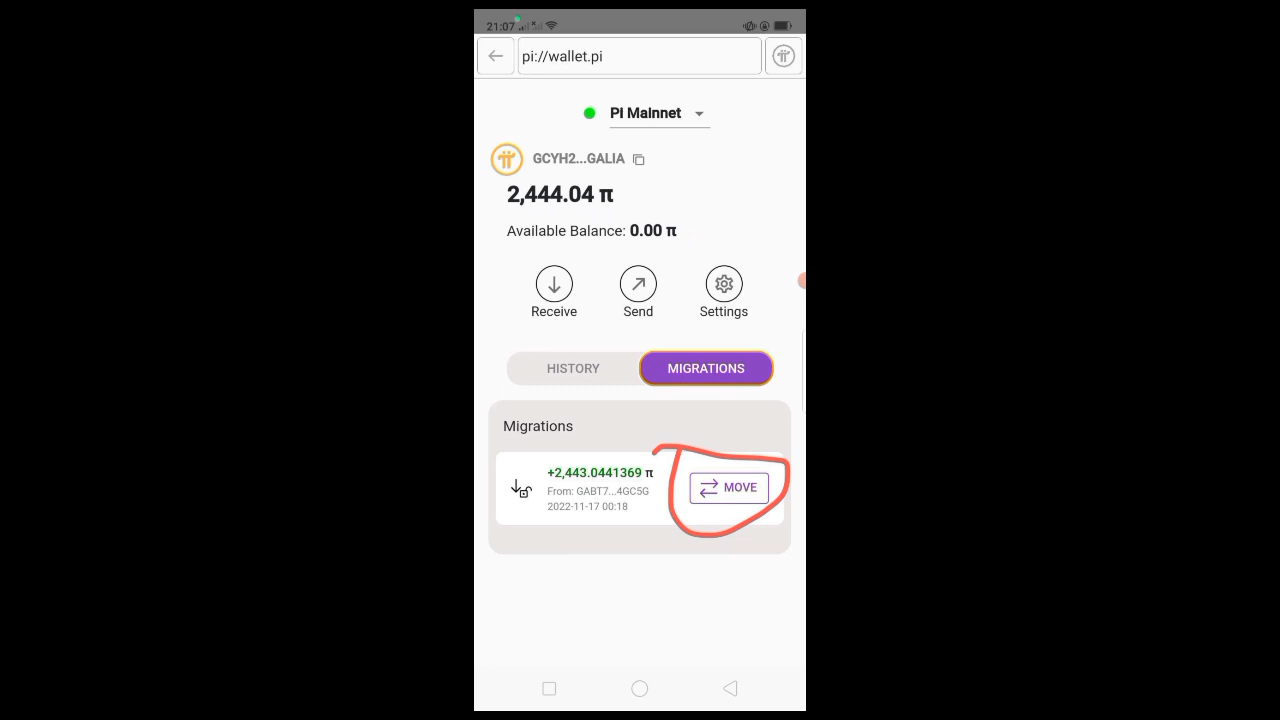 21:07
pi://wallet.pi
Pi Mainnet
GCYH2...GALIA
2,444.04 π
Available Balance: 0.00 π
Receive Send Settings
HISTORY MIGRATIONS
Migrations
+2,443.0441369 π
From: GABT7...4GC5G
MOVE
2022-11-17 00:18